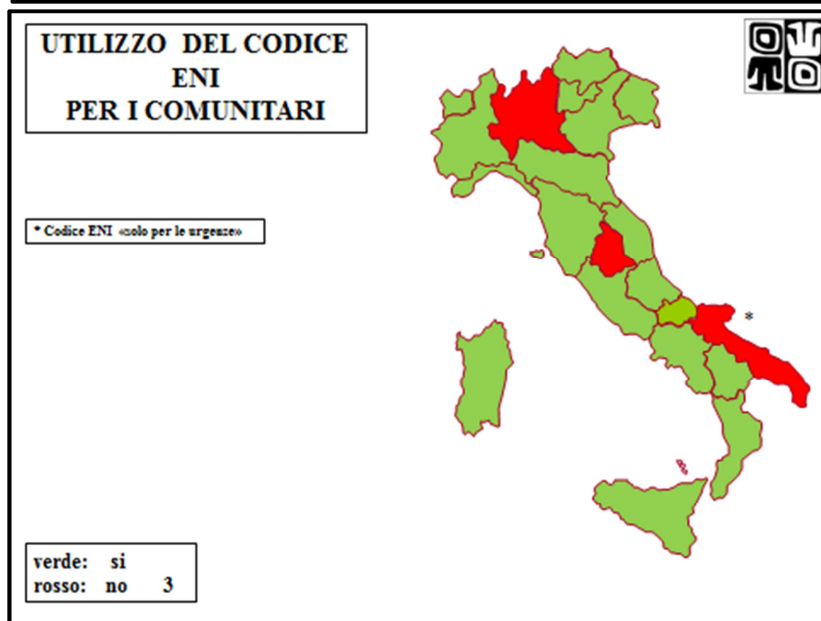 UTILIZZO DEL CODICE
ENI
PER I COMUNITARI
* Codice ENI «solo per le urgenze»
*
verde: si
rosso: no 3